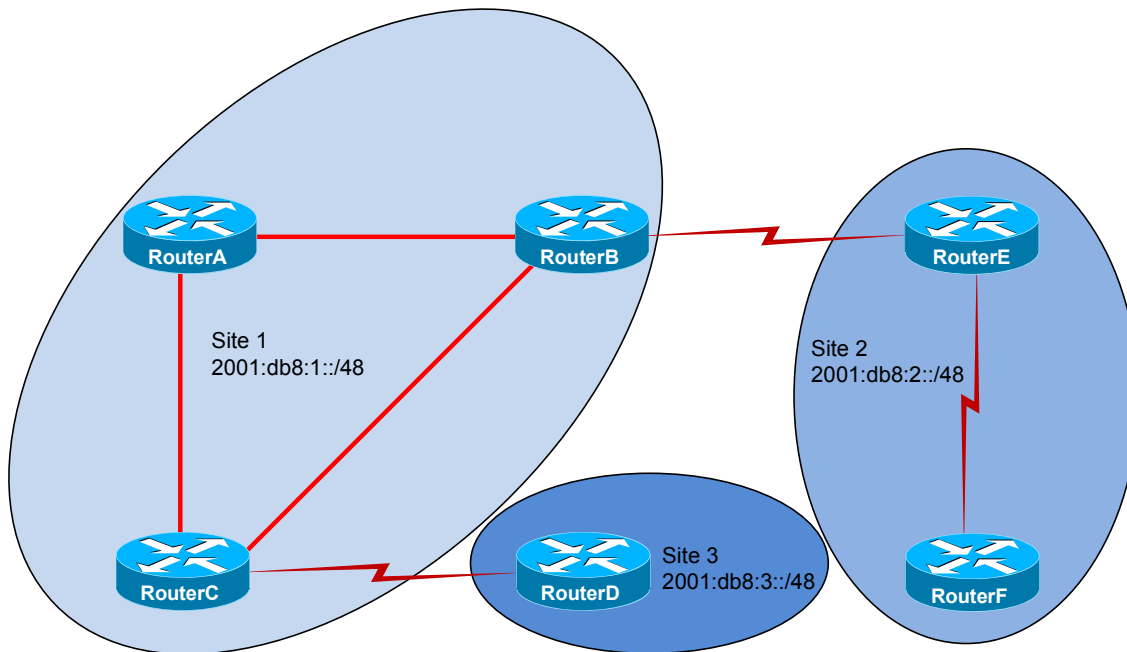 RouterA
RouterB
RouterE
Site 1
2001:db8:1::/48
Site 2
2001:db8:2::/48
RouterC
RouterD
Site 3
2001:db8:3::/48
RouterF